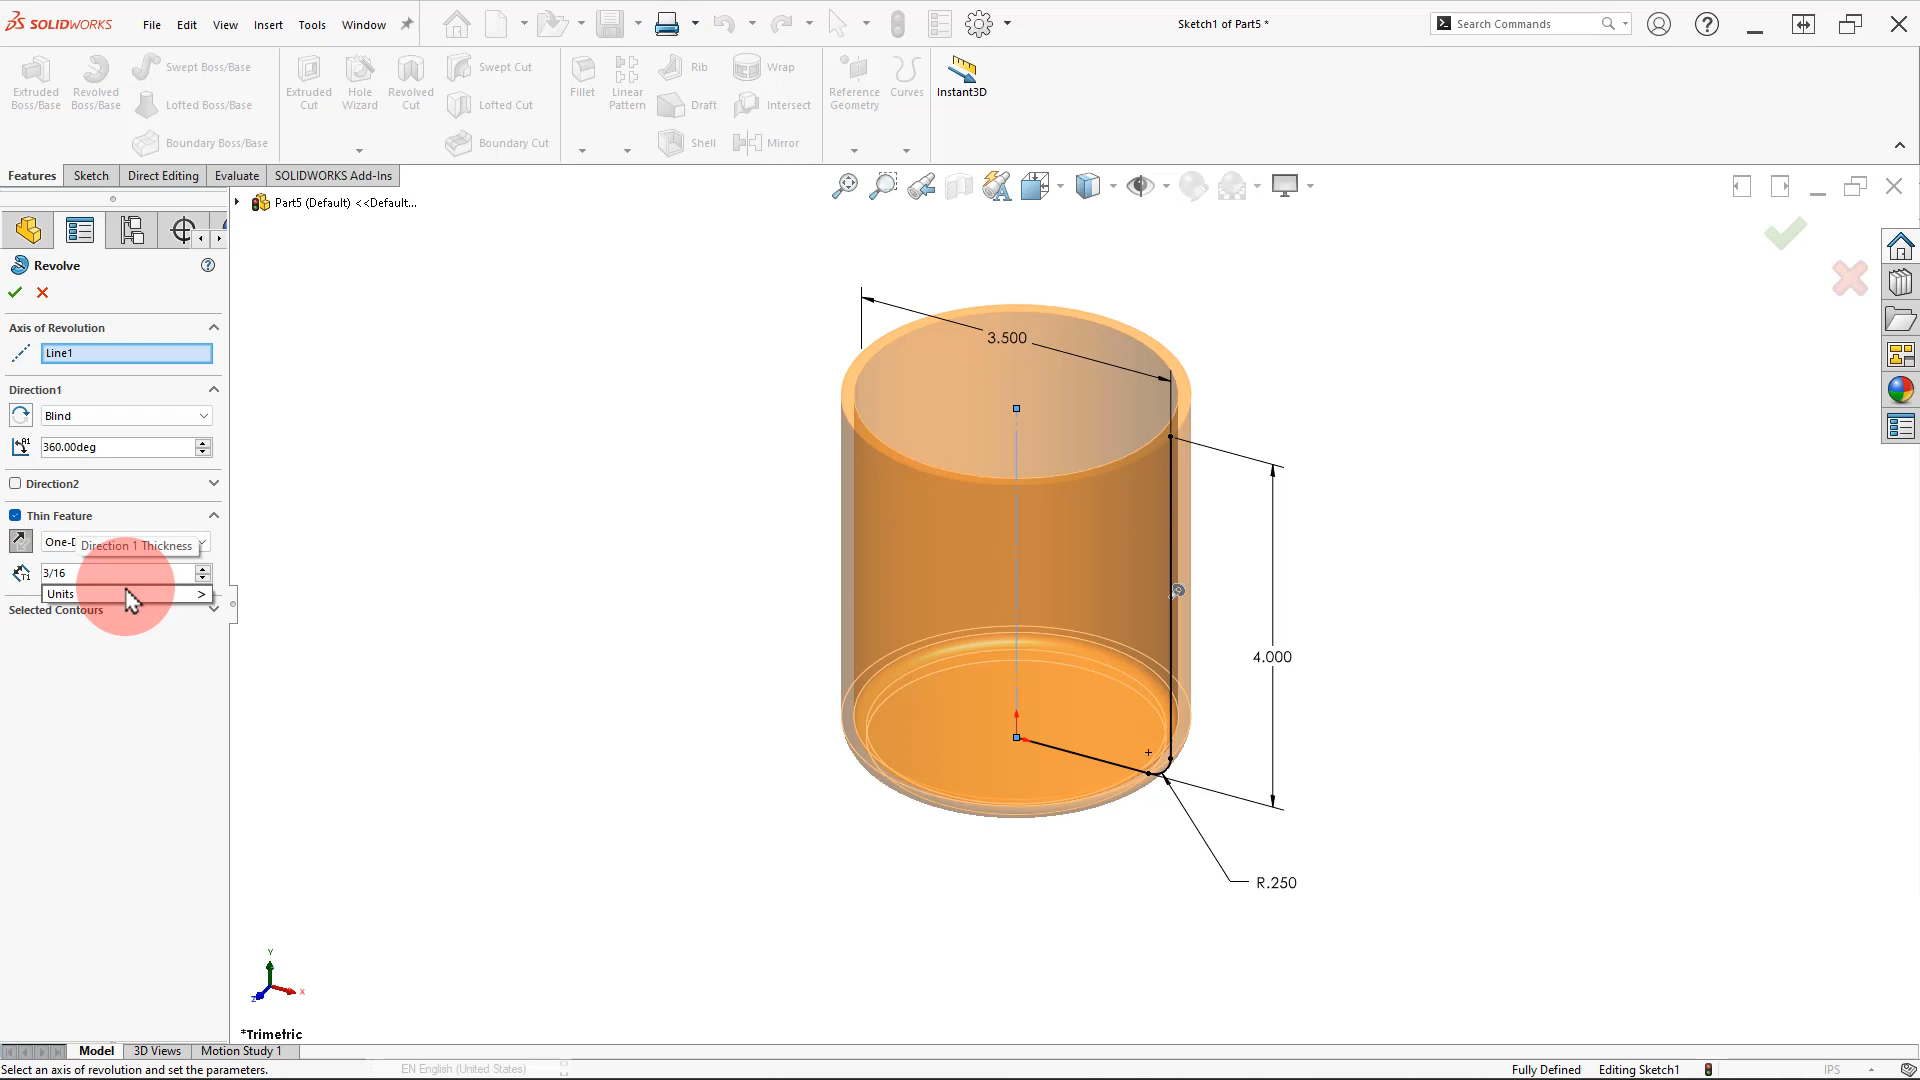 SOLIDWORKS File Edit View Insert Tools Window Sketch1 of Part5 * Search Commands
Extruded Boss/Base
Revolved Boss/Base
Swept Boss/Base
Lofted Boss/Base
Boundary Boss/Base
Extruded Cut
Hole Wizard
Revolved Cut
Swept Cut
Lofted Cut
Boundary Cut
Fillet
Linear Pattern
Rib
Draft
Shell
Wrap
Intersect
Mirror
Reference Geometry
Curves
Instant3D
Features Sketch Direct Editing Evaluate SOLIDWORKS Add-Ins
Part5 (Default) <<Default...
Revolve
Axis of Revolution
Line1
Direction1
Blind
A1
360.00deg
Direction2
Thin Feature
One-D
Direction 1 Thickness
T1
3/16
Units >
Selected Contours
3.500
4.000
R.250
Y
X
Z
*Trimetric
Model 3D Views Motion Study 1
Select an axis of revolution and set the parameters. EN English (United States) Fully Defined Editing Sketch1 IPS